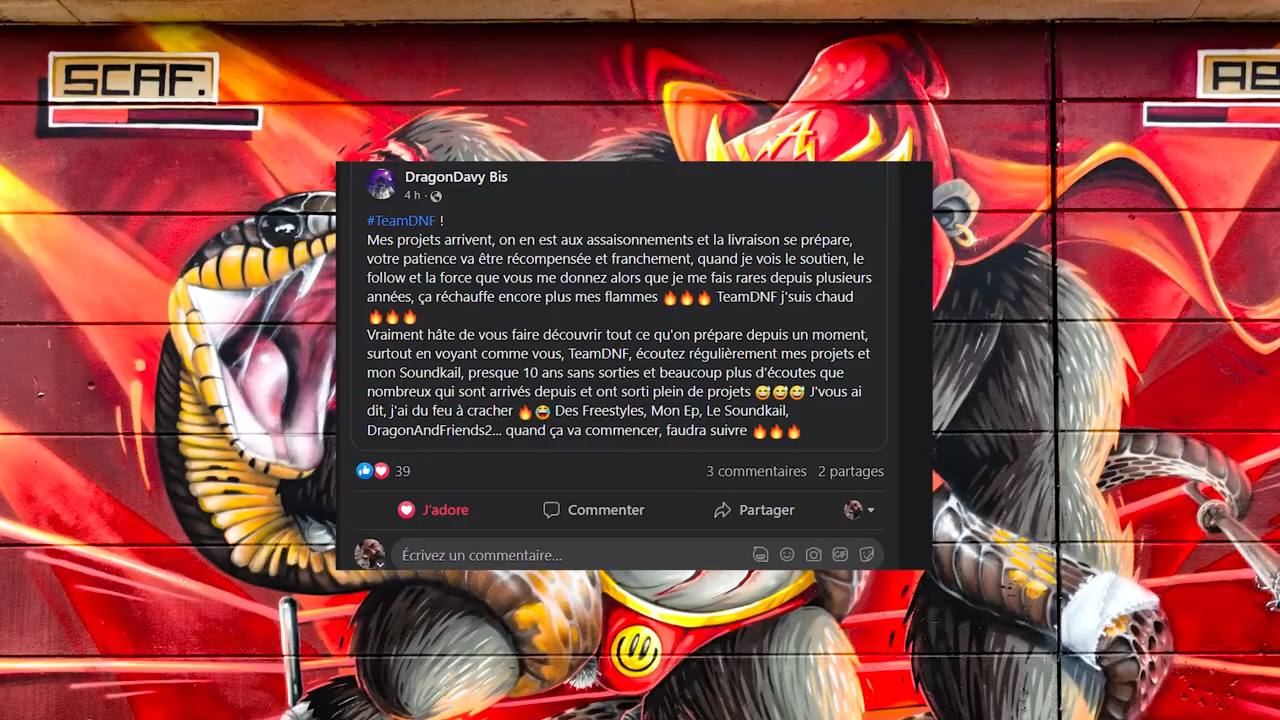 SCAF.
AB
DragonDavy Bis
4 h ·
#TeamDNF !
Mes projets arrivent, on en est aux assaisonnements et la livraison se prépare,
votre patience va être récompensée et franchement, quand je vois le soutien, le
follow et la force que vous me donnez alors que je me fais rares depuis plusieurs
années, ça réchauffe encore plus mes flammes 🔥🔥🔥 TeamDNF j'suis chaud
🔥🔥🔥
Vraiment hâte de vous faire découvrir tout ce qu'on prépare depuis un moment,
surtout en voyant comme vous, TeamDNF, écoutez régulièrement mes projets et
mon Soundkail, presque 10 ans sans sorties et beaucoup plus d'écoutes que
nombreux qui sont arrivés depuis et ont sorti plein de projets 😅😅😅 J'vous ai
dit, j'ai du feu à cracher 🔥😂 Des Freestyles, Mon Ep, Le Soundkail,
DragonAndFriends2... quand ça va commencer, faudra suivre 🔥🔥🔥
39
3 commentaires 2 partages
J'adore Commenter Partager
Écrivez un commentaire...
GIF